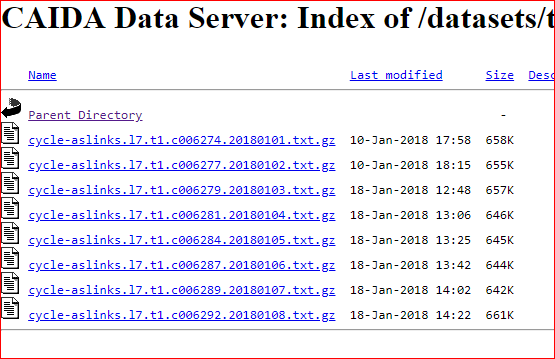 CAIDA Data Server: Index of /datasets/t
Name Last modified Size Desc
Parent Directory -
cycle-aslinks.l7.t1.c006274.20180101.txt.gz 10-Jan-2018 17:58 658K
cycle-aslinks.l7.t1.c006277.20180102.txt.gz 10-Jan-2018 18:15 655K
cycle-aslinks.l7.t1.c006279.20180103.txt.gz 18-Jan-2018 12:48 657K
cycle-aslinks.l7.t1.c006281.20180104.txt.gz 18-Jan-2018 13:06 646K
cycle-aslinks.l7.t1.c006284.20180105.txt.gz 18-Jan-2018 13:25 645K
cycle-aslinks.l7.t1.c006287.20180106.txt.gz 18-Jan-2018 13:42 644K
cycle-aslinks.l7.t1.c006289.20180107.txt.gz 18-Jan-2018 14:02 642K
cycle-aslinks.l7.t1.c006292.20180108.txt.gz 18-Jan-2018 14:22 661K